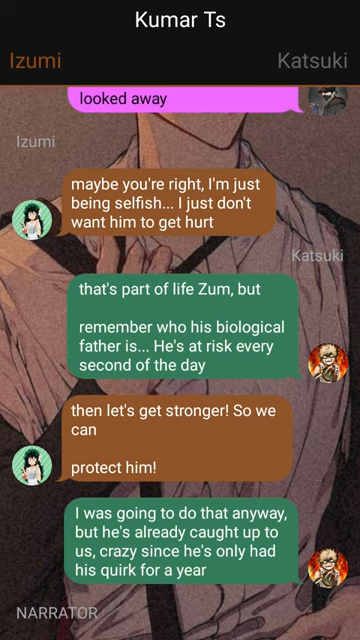 Kumar Ts
Izumi
Katsuki
looked away
Izumi
maybe you're right, I'm just
being selfish... I just don't
want him to get hurt
Katsuki
that's part of life Zum, but
remember who his biological
father is... He's at risk every
second of the day
then let's get stronger! So we
can
protect him!
I was going to do that anyway,
but he's already caught up to
us, crazy since he's only had
his quirk for a year
NARRATOR